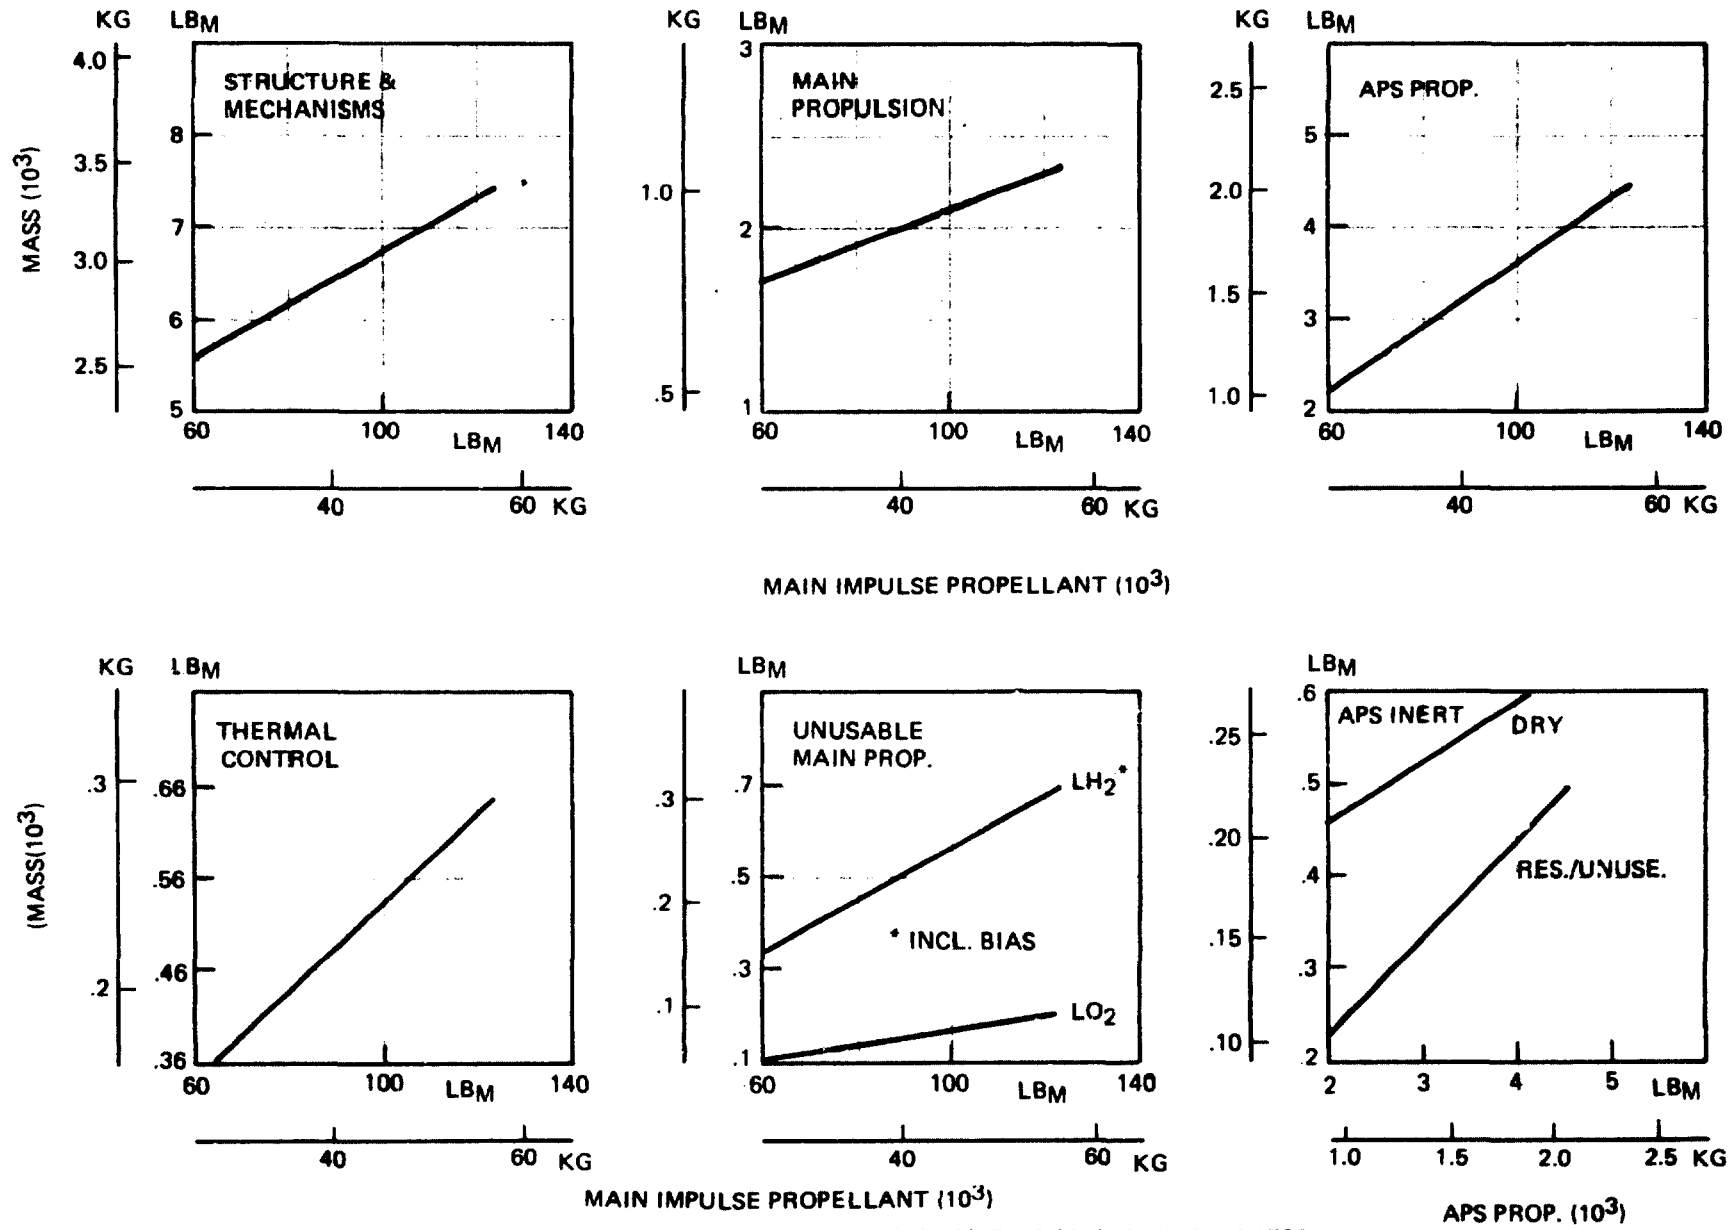 KG LBM
STRUCTURE &
MECHANISMS
4.0
3.5
3.0
2.5
8
7
6
5
MASS (10³)
60 100 LBM 140
40 60 KG
KG LBM
MAIN
PROPULSION
1.0
.5
3
2
1
60 100 LBM 140
40 60 KG
KG LBM
APS PROP.
2.5
2.0
1.5
1.0
5
4
3
2
60 100 LBM 140
40 60 KG
MAIN IMPULSE PROPELLANT (10³)
KG LBM
THERMAL
CONTROL
.3
.2
.66
.56
.46
.36
(MASS(10³)
60 100 LBM 140
40 60 KG
LBM
UNUSABLE
MAIN PROP.
LH2*
* INCL. BIAS
LO2
.3
.2
.1
.7
.5
.3
.1
60 100 LBM 140
40 60 KG
MAIN IMPULSE PROPELLANT (10³)
LBM
APS INERT
DRY
RES./UNUSE.
.25
.20
.15
.10
.6
.5
.4
.3
.2
2 3 4 5 LBM
1.0 1.5 2.0 2.5 KG
APS PROP. (10³)